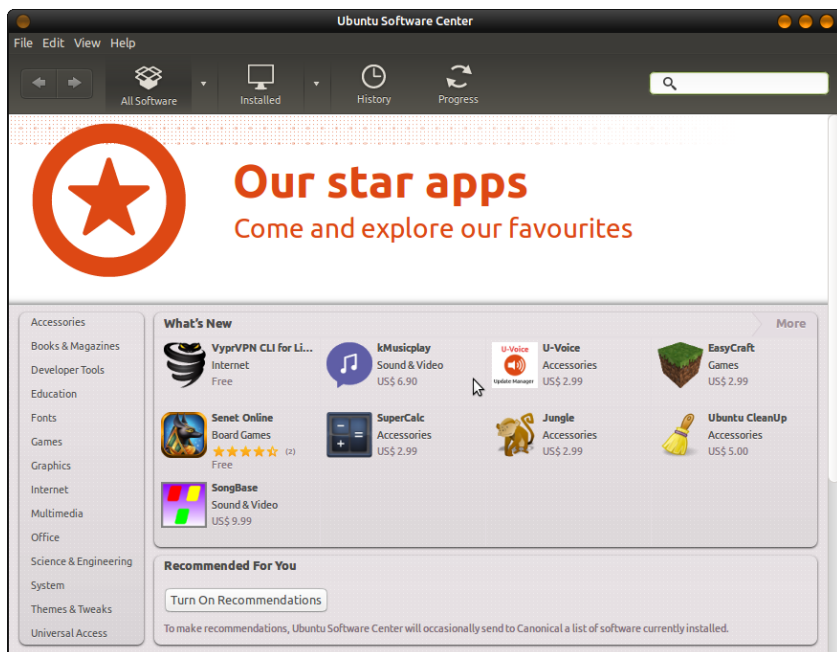 Ubuntu Software Center
File Edit View Help
All Software
Installed
History
Progress
Our star apps
Come and explore our favourites
Accessories
Books & Magazines
Developer Tools
Education
Fonts
Games
Graphics
Internet
Multimedia
Office
Science & Engineering
System
Themes & Tweaks
Universal Access
What's New
More
VyprVPN CLI for Li...
Internet
Free
kMusicplay
Sound & Video
US$ 6.90
U-Voice
Update Manager
U-Voice
Accessories
US$ 2.99
EasyCraft
Games
US$ 2.99
Senet Online
Board Games
(2)
Free
SuperCalc
Accessories
US$ 2.99
Jungle
Accessories
US$ 2.99
Ubuntu CleanUp
Accessories
US$ 5.00
SongBase
Sound & Video
US$ 9.99
Recommended For You
Turn On Recommendations
To make recommendations, Ubuntu Software Center will occasionally send to Canonical a list of software currently installed.